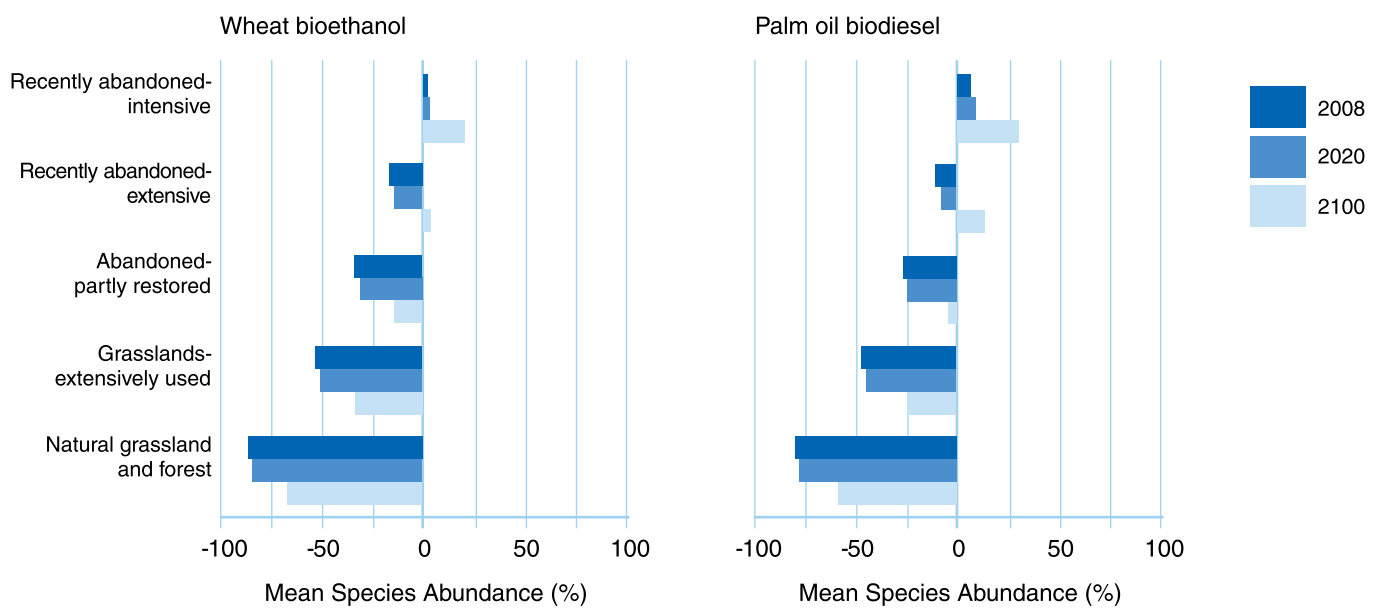 Wheat bioethanol
Recently abandoned-
intensive
Recently abandoned-
extensive
Abandoned-
partly restored
Grasslands-
extensively used
Natural grassland
and forest
-100 -50 0 50 100
Mean Species Abundance (%)
Palm oil biodiesel
-100 -50 0 50 100
Mean Species Abundance (%)
2008
2020
2100